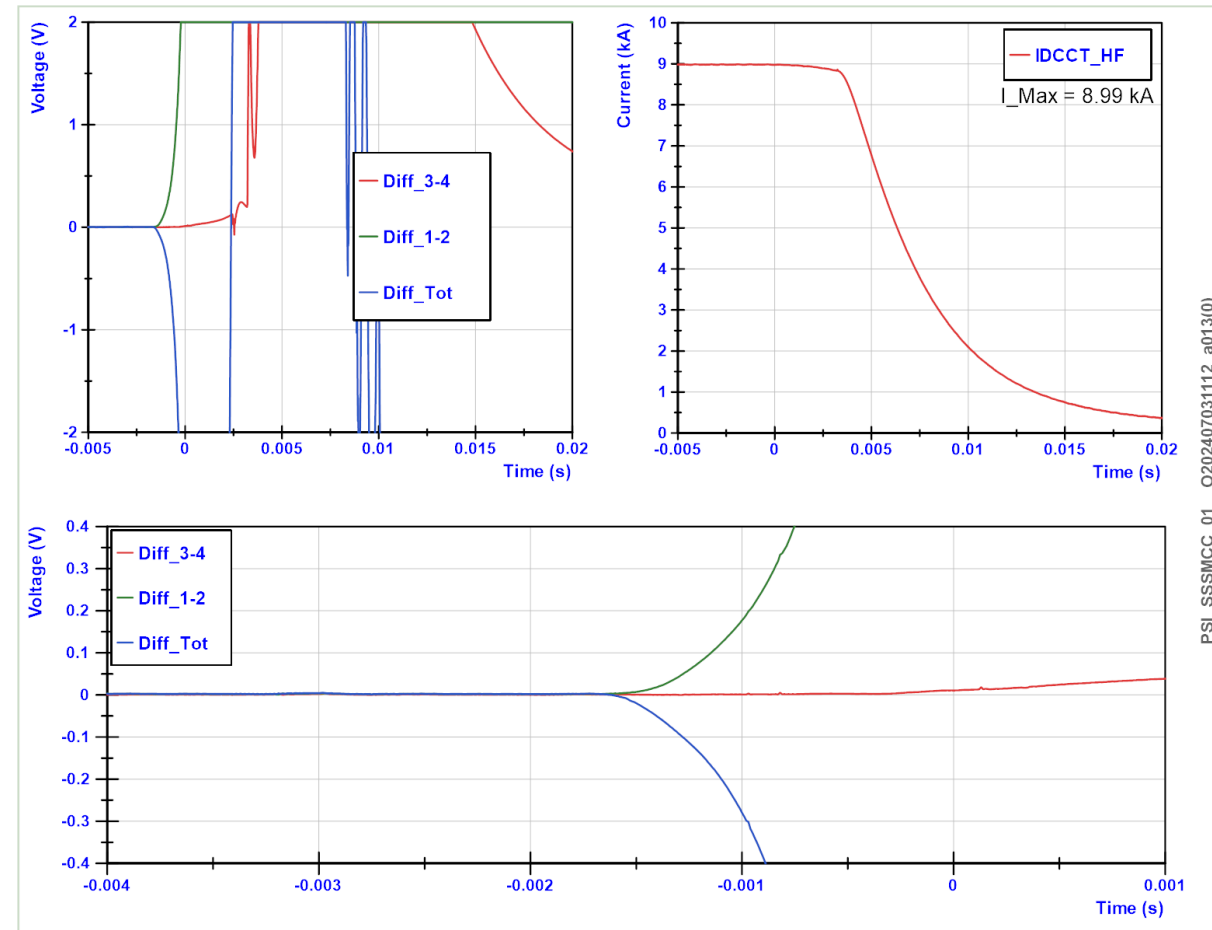 Voltage (V)
2
1
0
-1
-2
-0.005
0
0.005
0.01
0.015
0.02
Time (s)
Diff_3-4
Diff_1-2
Diff_Tot
Current (kA)
10
9
8
7
6
5
4
3
2
1
0
-0.005
0
0.005
0.01
0.015
0.02
Time (s)
IDCCT_HF
I_Max = 8.99 kA
Voltage (V)
0.4
0.3
0.2
0.1
0
-0.1
-0.2
-0.3
-0.4
-0.004
-0.003
-0.002
-0.001
0
0.001
Time (s)
Diff_3-4
Diff_1-2
Diff_Tot
PSI_SSSMCC_01 O202407031112_a013(0)